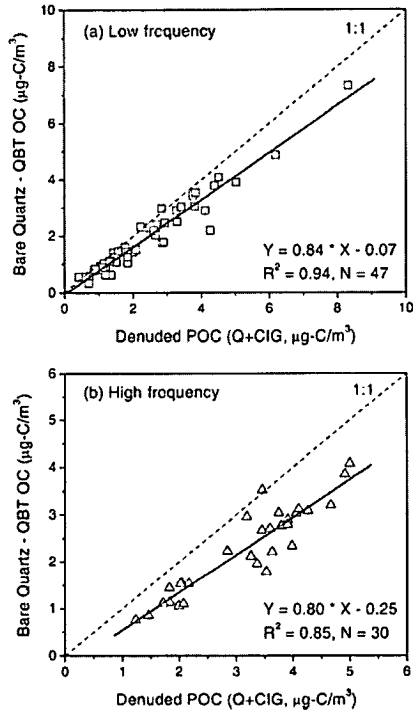 10
(a) Low frequency
1:1
8
6
4
2
0
Bare Quartz - QBT OC (μg-C/m³)
Y = 0.84 * X - 0.07
R² = 0.94, N = 47
0 2 4 6 8 10
Denuded POC (Q+CIG, μg-C/m³)
6
(b) High frequency
1:1
5
4
3
2
1
0
Bare Quartz - QBT OC (μg-C/m³)
Y = 0.80 * X - 0.25
R² = 0.85, N = 30
0 1 2 3 4 5 6
Denuded POC (Q+CIG, μg-C/m³)